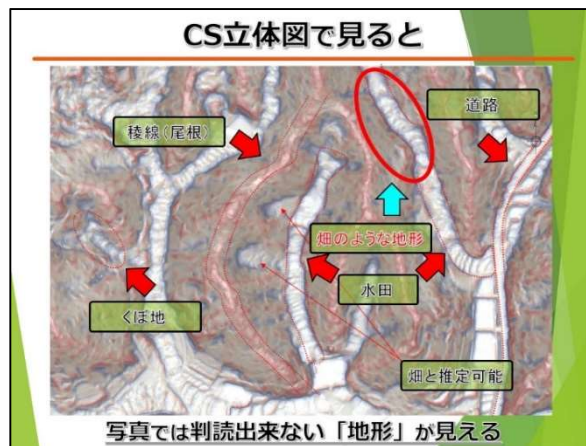 CS立体図で見ると
稜線(尾根)
道路
畑のような地形
水田
くぼ地
畑と推定可能
写真では判読出来ない「地形」が見える